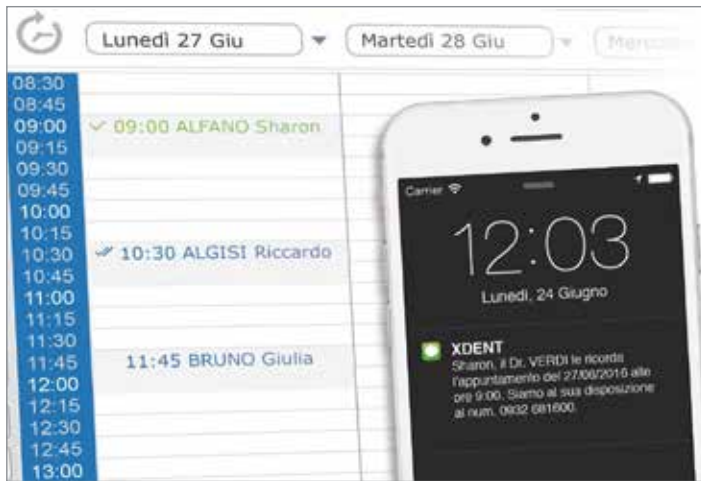 Lunedì 27 Giu
Martedì 28 Giu
08:30
08:45
09:00
✓ 09:00 ALFANO Sharon
09:15
09:30
09:45
10:00
10:15
10:30
10:30 ALGISI Riccardo
10:45
11:00
11:15
11:30
11:45
11:45 BRUNO Giulia
12:00
12:15
12:30
12:45
13:00
Carrier
12:03
Lunedì, 24 Giugno
XDENT
Sharon, il Dr. VERDI le ricorda
l'appuntamento del 27/06/2016 alle
ore 9:00. Siamo al sua disposizione
al num. 0932 681600.